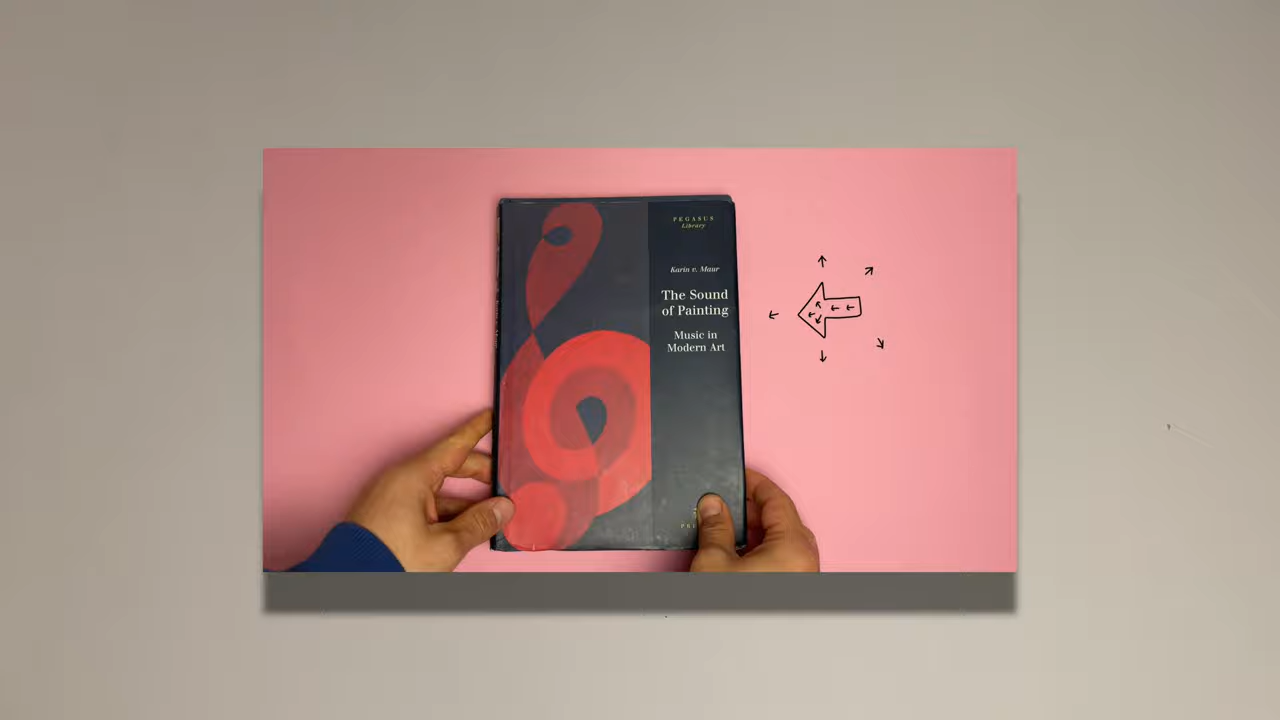 PEGASUS
Library
Karin v. Maur
The Sound
of Painting
Music in
Modern Art